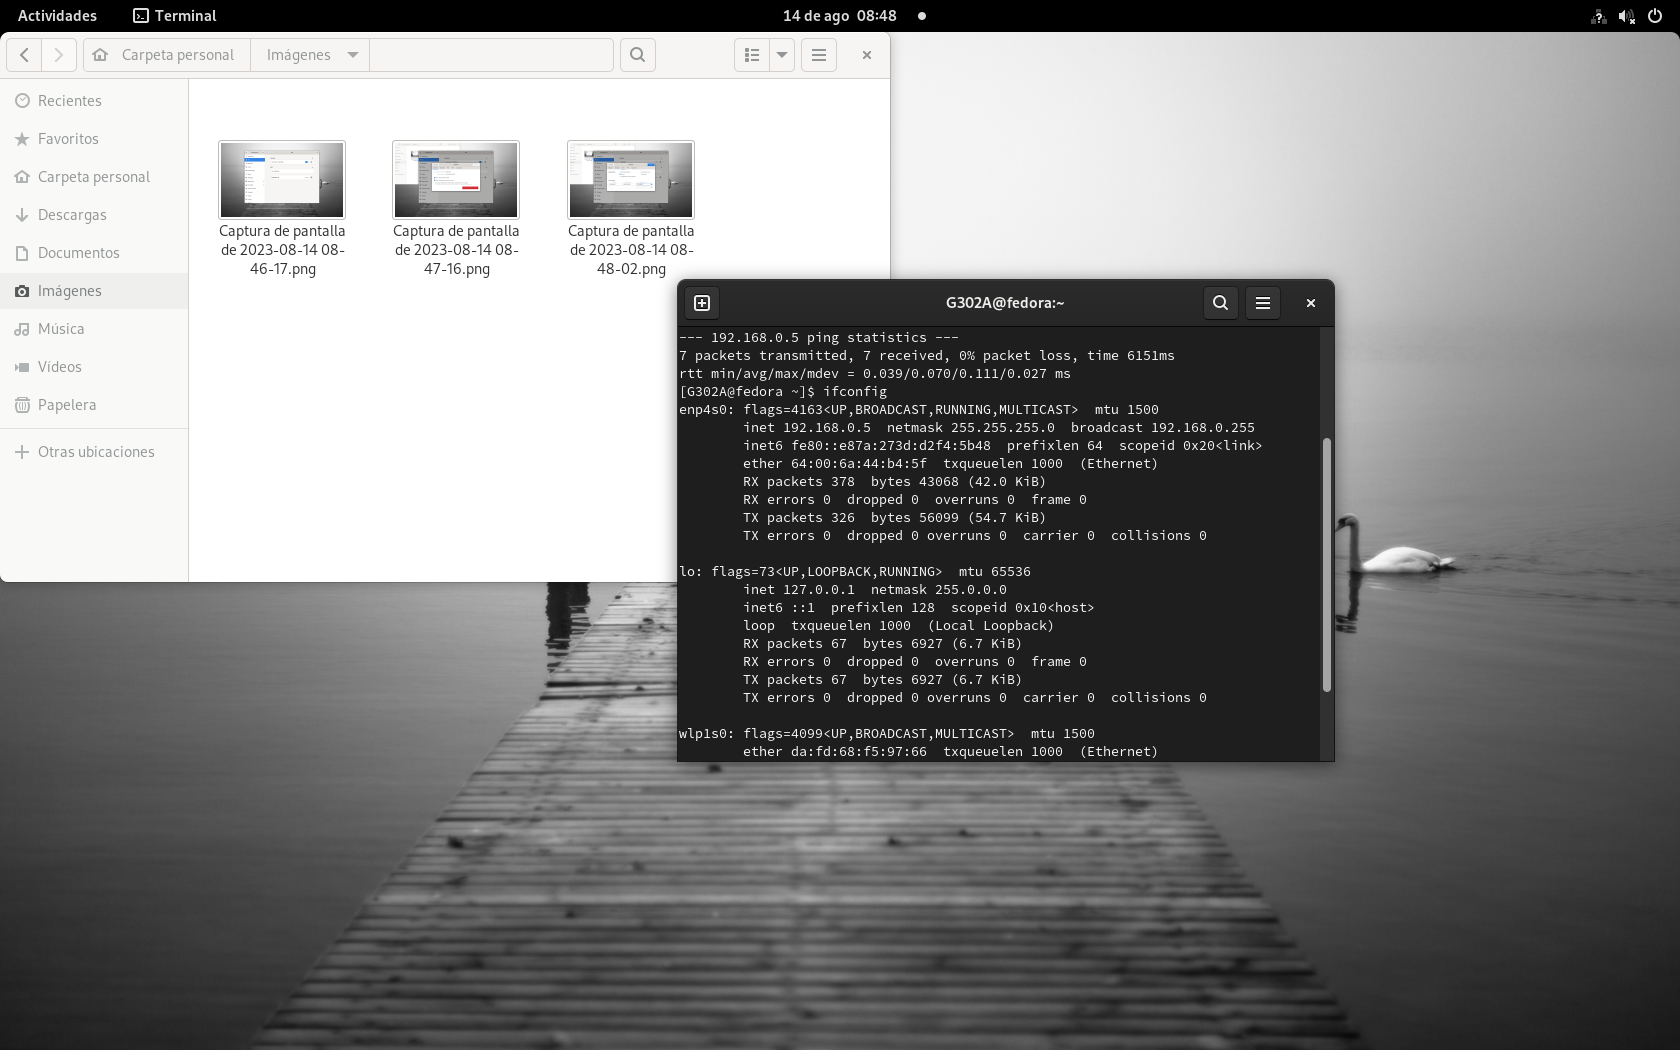 Actividades
Terminal
14 de ago 08:48
Carpeta personal
Imágenes
Recientes
Favoritos
Carpeta personal
Descargas
Documentos
Imágenes
Música
Vídeos
Papelera
Otras ubicaciones
Captura de pantalla
de 2023-08-14 08-
46-17.png
Captura de pantalla
de 2023-08-14 08-
47-16.png
Captura de pantalla
de 2023-08-14 08-
48-02.png
G302A@fedora:~
--- 192.168.0.5 ping statistics ---
7 packets transmitted, 7 received, 0% packet loss, time 6151ms
rtt min/avg/max/mdev = 0.039/0.070/0.111/0.027 ms
[G302A@fedora ~]$ ifconfig
enp4s0: flags=4163<UP,BROADCAST,RUNNING,MULTICAST>  mtu 1500
        inet 192.168.0.5  netmask 255.255.255.0  broadcast 192.168.0.255
        inet6 fe80::e87a:273d:d2f4:5b48  prefixlen 64  scopeid 0x20<link>
        ether 64:00:6a:44:b4:5f  txqueuelen 1000  (Ethernet)
        RX packets 378  bytes 43068 (42.0 KiB)
        RX errors 0  dropped 0  overruns 0  frame 0
        TX packets 326  bytes 56099 (54.7 KiB)
        TX errors 0  dropped 0 overruns 0  carrier 0  collisions 0
lo: flags=73<UP,LOOPBACK,RUNNING>  mtu 65536
        inet 127.0.0.1  netmask 255.0.0.0
        inet6 ::1  prefixlen 128  scopeid 0x10<host>
        loop  txqueuelen 1000  (Local Loopback)
        RX packets 67  bytes 6927 (6.7 KiB)
        RX errors 0  dropped 0  overruns 0  frame 0
        TX packets 67  bytes 6927 (6.7 KiB)
        TX errors 0  dropped 0 overruns 0  carrier 0  collisions 0
wlp1s0: flags=4099<UP,BROADCAST,MULTICAST>  mtu 1500
        ether da:fd:68:f5:97:66  txqueuelen 1000  (Ethernet)